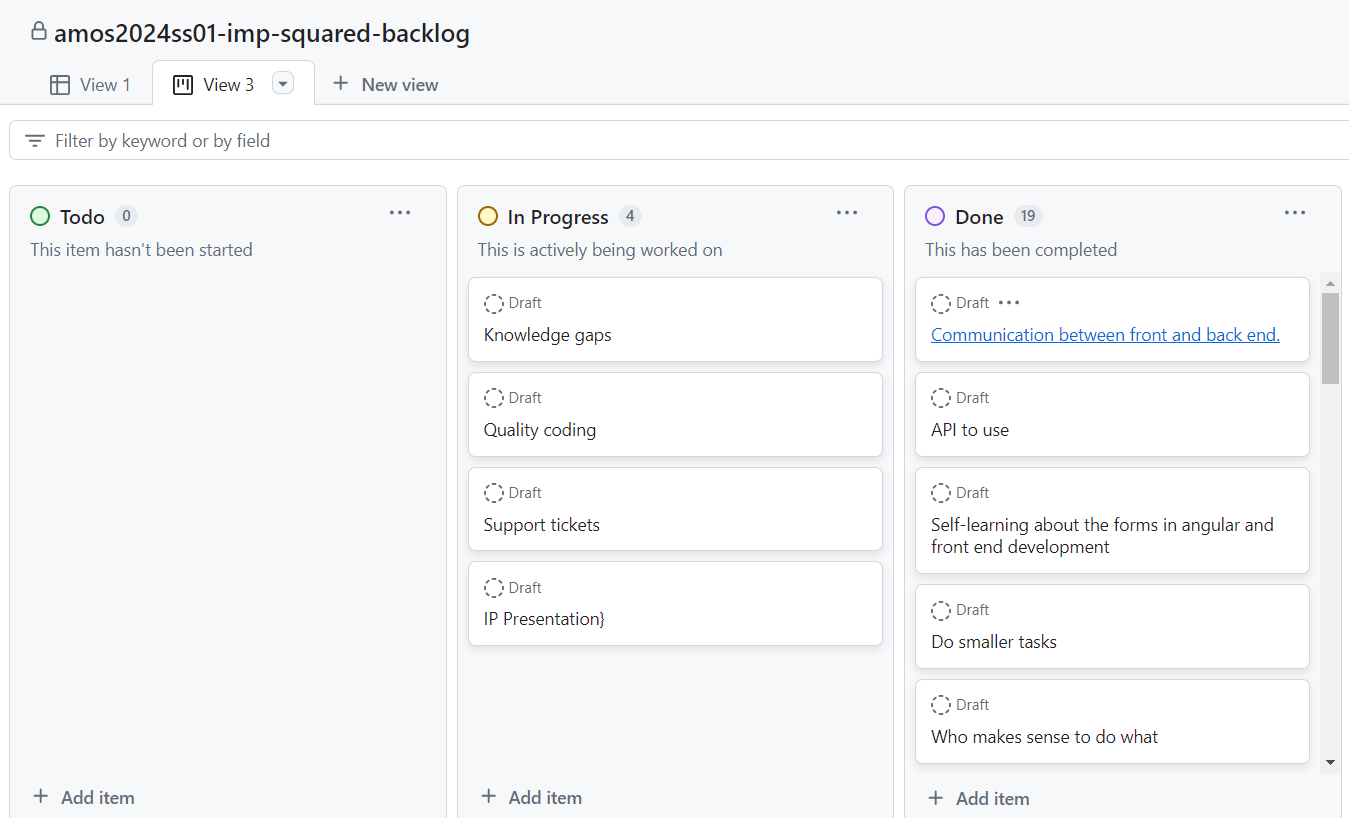 amos2024ss01-imp-squared-backlog
View 1
View 3
New view
Filter by keyword or by field
Todo 0
This item hasn't been started
Add item
In Progress 4
This is actively being worked on
Draft
Knowledge gaps
Draft
Quality coding
Draft
Support tickets
Draft
IP Presentation}
Add item
Done 19
This has been completed
Draft
Communication between front and back end.
Draft
API to use
Draft
Self-learning about the forms in angular and
front end development
Draft
Do smaller tasks
Draft
Who makes sense to do what
Add item